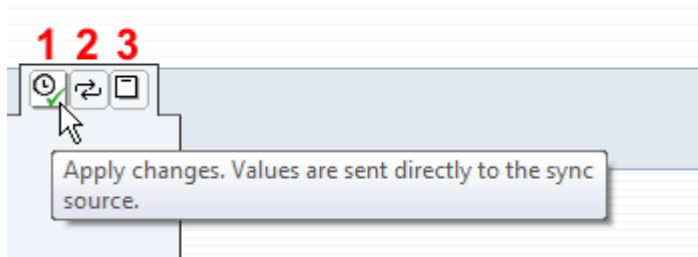 1 2 3
Apply changes. Values are sent directly to the sync
source.